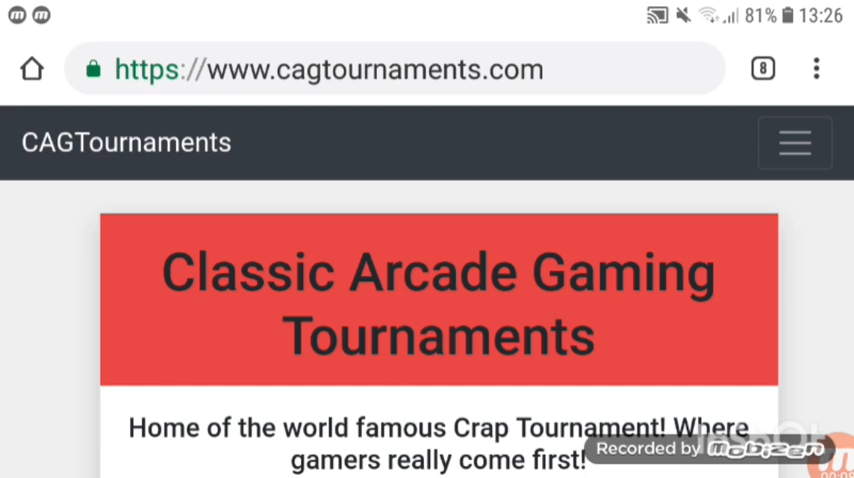 81% 13:26
https://www.cagtournaments.com
8
CAGTournaments
Classic Arcade Gaming
Tournaments
Home of the world famous Crap Tournament! Where
gamers really come first!
Recorded by mobizen